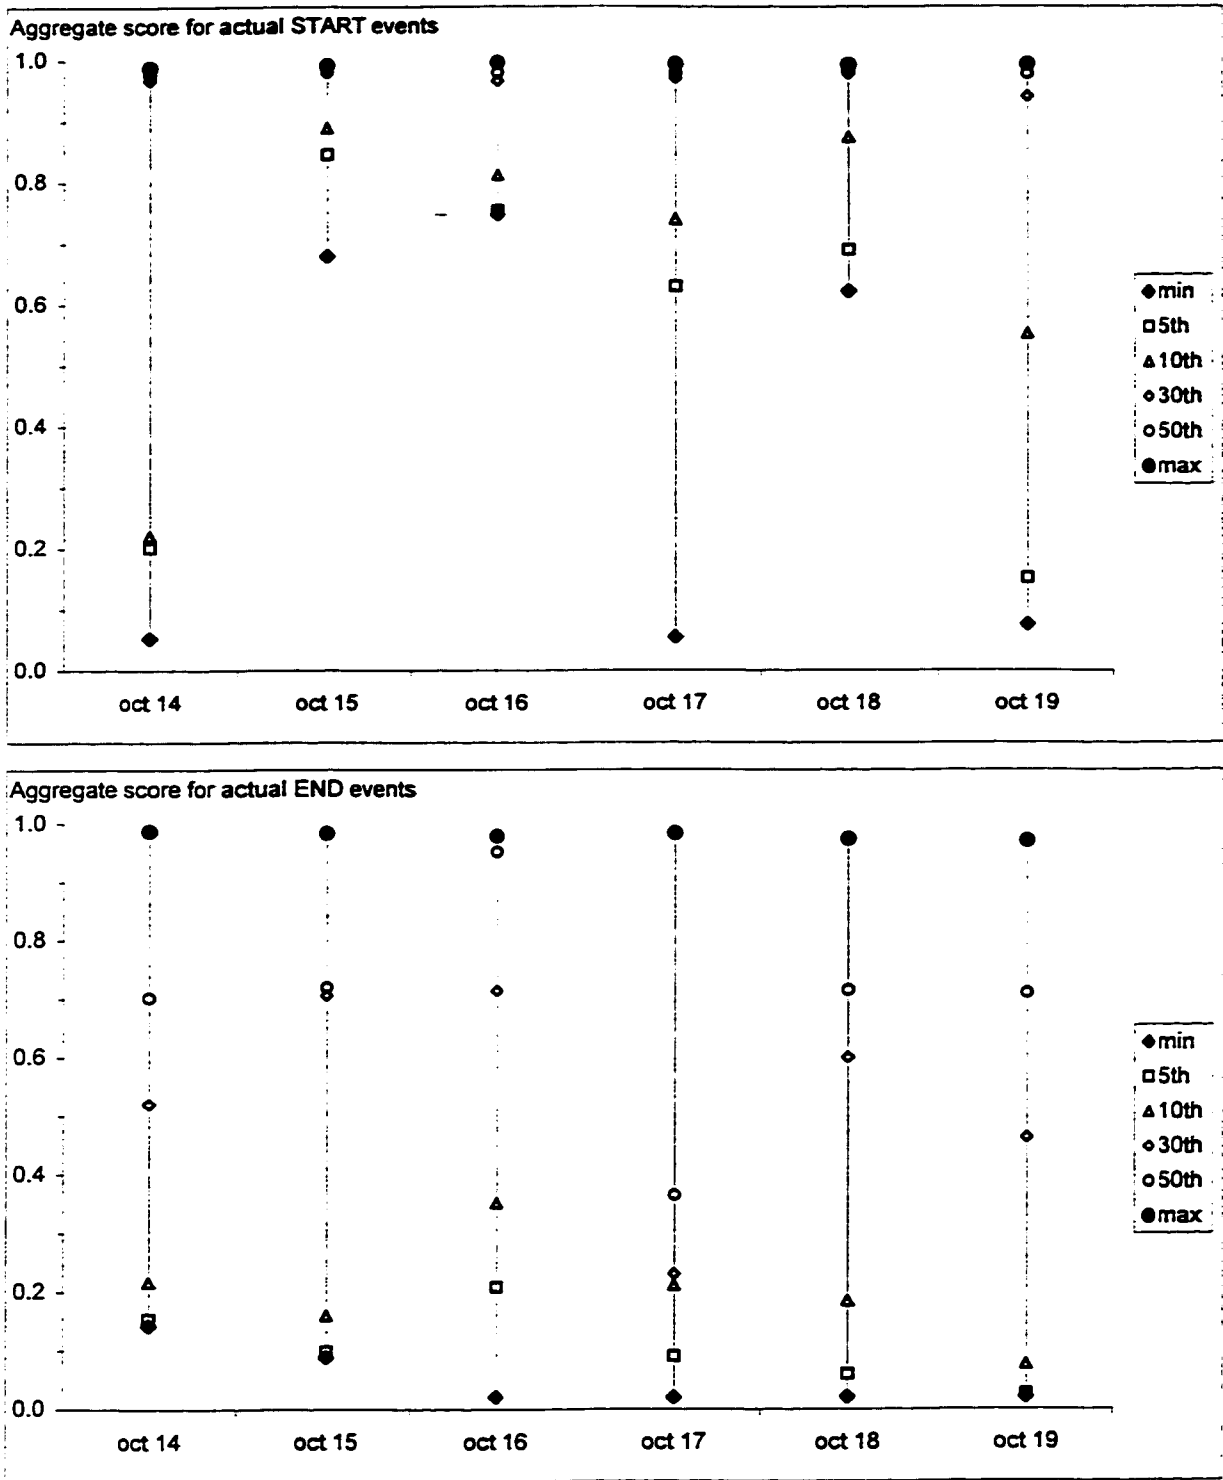 Aggregate score for actual START events
1.0
0.8
0.6
0.4
0.2
0.0
oct 14 oct 15 oct 16 oct 17 oct 18 oct 19
min
5th
10th
30th
50th
max
Aggregate score for actual END events
1.0
0.8
0.6
0.4
0.2
0.0
oct 14 oct 15 oct 16 oct 17 oct 18 oct 19
min
5th
10th
30th
50th
max